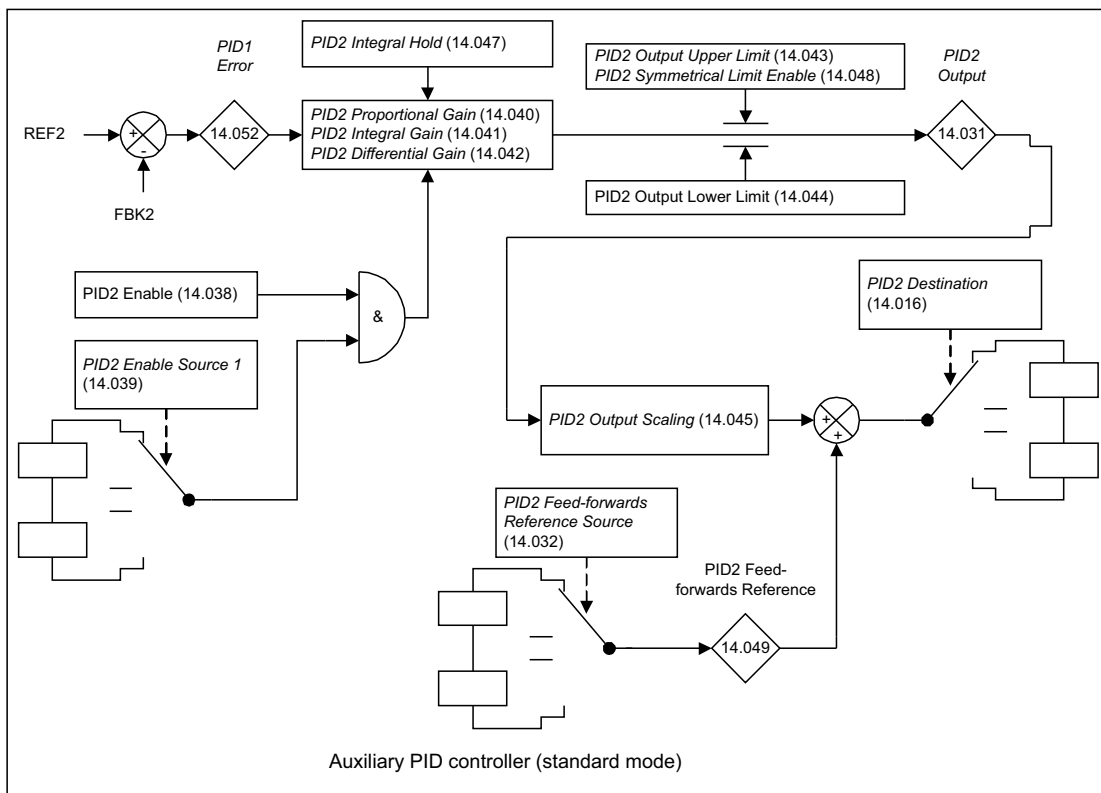 PID1
Error
PID2 Integral Hold (14.047)
PID2 Output Upper Limit (14.043)
PID2 Symmetrical Limit Enable (14.048)
PID2
Output
REF2
+
-
14.052
PID2 Proportional Gain (14.040)
PID2 Integral Gain (14.041)
PID2 Differential Gain (14.042)
14.031
FBK2
PID2 Output Lower Limit (14.044)
PID2 Enable (14.038)
&
PID2 Destination
(14.016)
PID2 Enable Source 1
(14.039)
PID2 Output Scaling (14.045)
+
+
PID2 Feed-forwards
Reference Source
(14.032)
PID2 Feed-
forwards Reference
14.049
Auxiliary PID controller (standard mode)